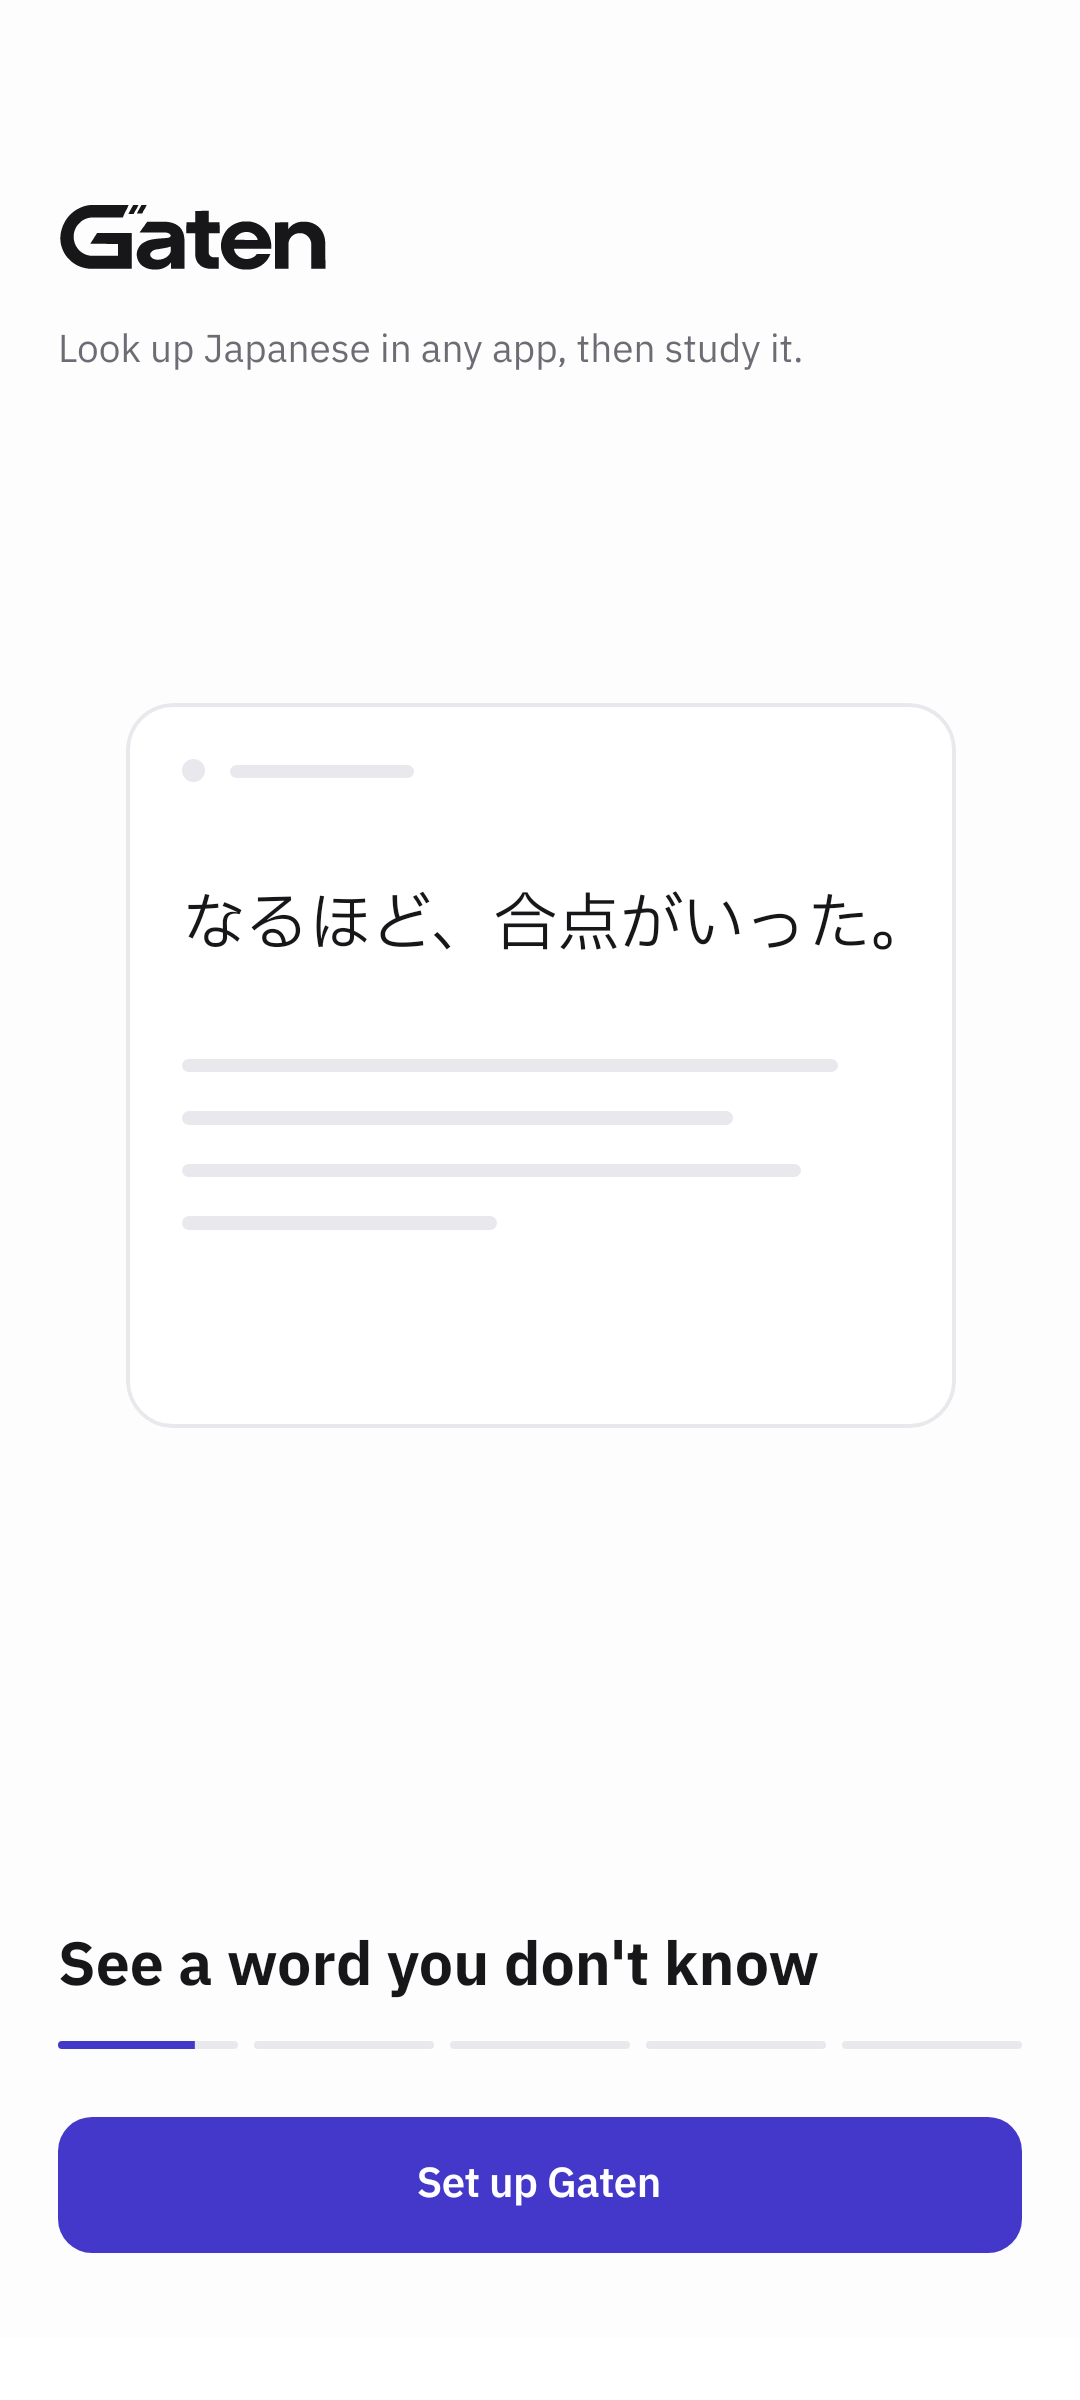 Gaten
Look up Japanese in any app, then study it.
なるほど、合点がいった。
See a word you don't know
Set up Gaten